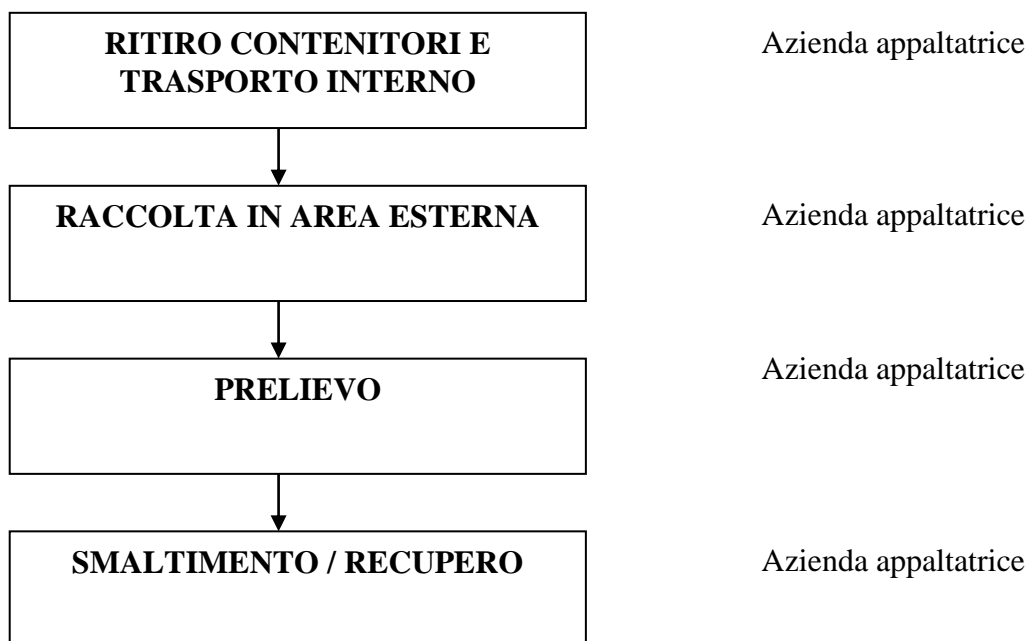 RITIRO CONTENITORI E
TRASPORTO INTERNO
Azienda appaltatrice
RACCOLTA IN AREA ESTERNA
Azienda appaltatrice
PRELIEVO
Azienda appaltatrice
SMALTIMENTO / RECUPERO
Azienda appaltatrice